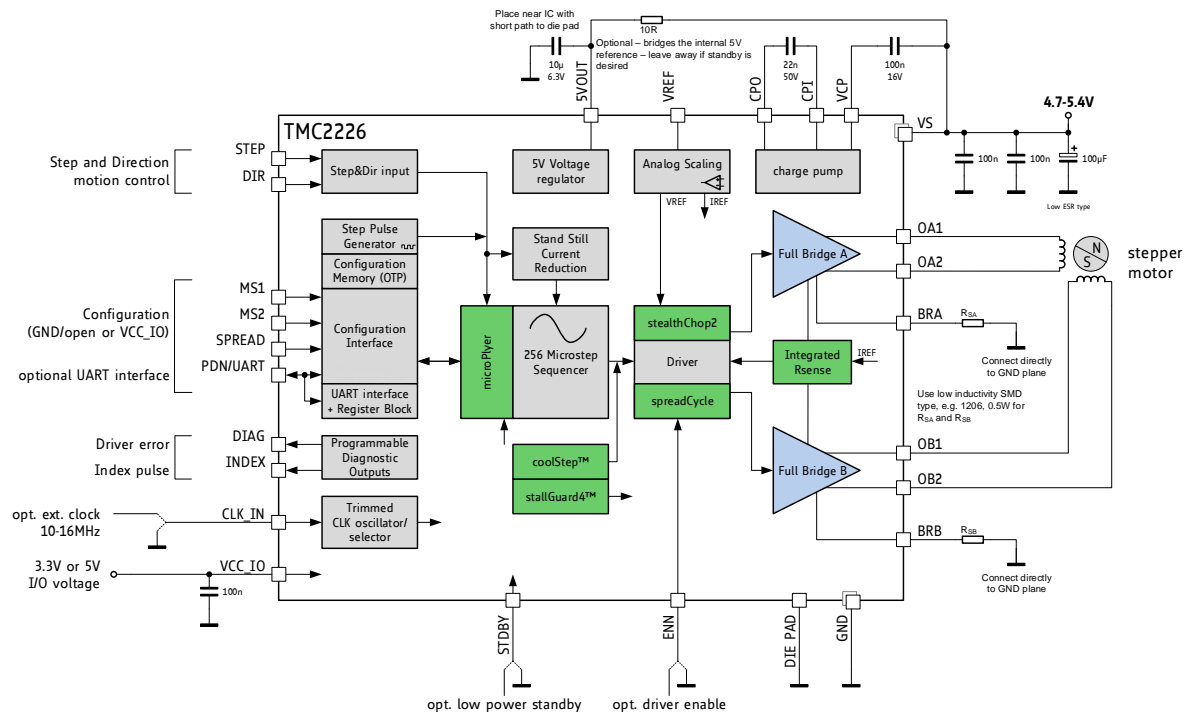 Place near IC with
short path to die pad
10R
Optional – bridges the internal 5V
reference – leave away if standby is
desired
10µ
6.3V
22n
50V
100n
16V
5VOUT
VREF
CPO
CPI
VCP
4.7-5.4V
VS
100n
100n
100µF
+
Low ESR type
TMC2226
Step and Direction
motion control
STEP
DIR
Step&Dir input
5V Voltage
regulator
Analog Scaling
VREF
IREF
charge pump
Step Pulse
Generator
Configuration
Memory (OTP)
Configuration
Interface
UART interface
+ Register Block
Stand Still
Current
Reduction
Configuration
(GND/open or VCC_IO)
optional UART interface
MS1
MS2
SPREAD
PDN/UART
microPlyer
256 Microstep
Sequencer
stealthChop2
Driver
spreadCycle
Integrated
Rsense
IREF
Full Bridge A
Full Bridge B
OA1
OA2
N
S
stepper
motor
BRA
RSA
Connect directly
to GND plane
Use low inductivity SMD
type, e.g. 1206, 0.5W for
RSA and RSB
OB1
OB2
BRB
RSB
Connect directly
to GND plane
Driver error
Index pulse
DIAG
INDEX
Programmable
Diagnostic
Outputs
coolStep™
stallGuard4™
opt. ext. clock
10-16MHz
CLK_IN
Trimmed
CLK oscillator/
selector
3.3V or 5V
I/O voltage
VCC_IO
100n
STDBY
ENN
DIE PAD
GND
opt. low power standby
opt. driver enable